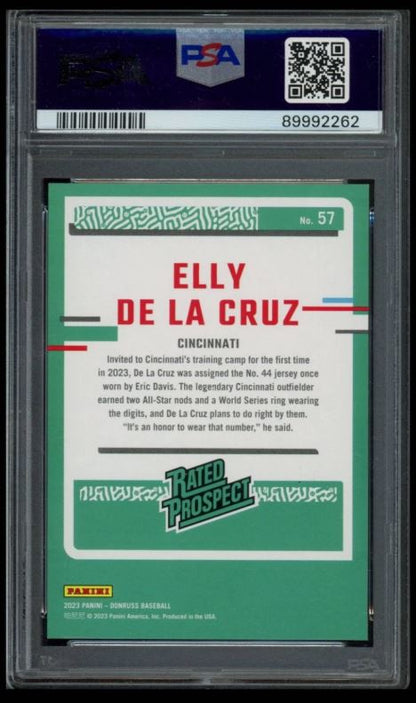 PSA
89992262
No. 57
ELLY
DE LA CRUZ
CINCINNATI
Invited to Cincinnati's training camp for the first time
in 2023, De La Cruz was assigned the No. 44 jersey once
worn by Eric Davis. The legendary Cincinnati outfielder
earned two All-Star nods and a World Series ring wearing
the digits, and De La Cruz plans to do right by them.
"It's an honor to wear that number," he said.
RATED
PROSPECT
PANINI
2023 PANINI – DONRUSS BASEBALL
© 2023 Panini America, Inc. Produced in the USA.
PSA